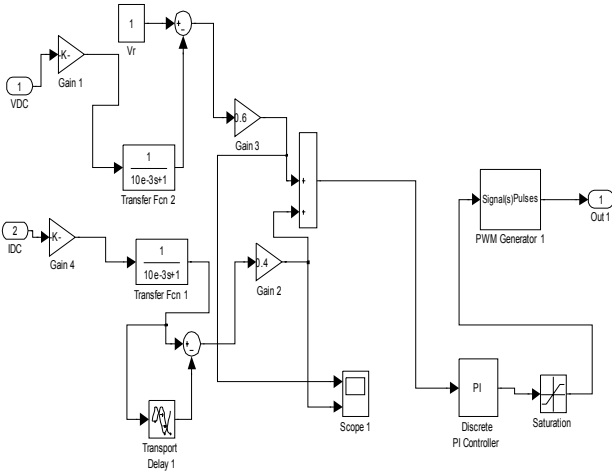 1
VDC
-K-
Gain 1
1
Vr
+
-
1
10e-3s+1
Transfer Fcn 2
0.6
Gain 3
+
+
2
IDC
-K-
Gain 4
1
10e-3s+1
Transfer Fcn 1
0.4
Gain 2
+
-
Transport
Delay 1
Scope 1
PI
Discrete
PI Controller
Saturation
Signal(s)Pulses
PWM Generator 1
1
Out 1